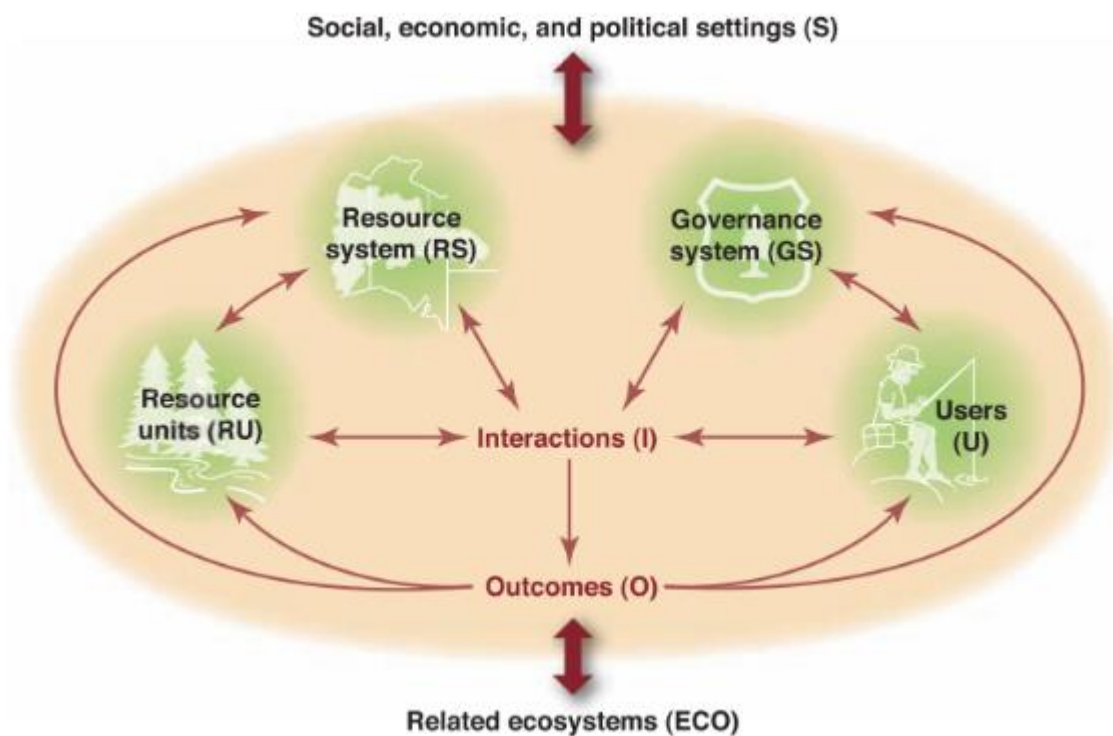 Social, economic, and political settings (S)
Resource
system (RS)
Governance
system (GS)
Resource
units (RU)
Interactions (I)
Users
(U)
Outcomes (O)
Related ecosystems (ECO)